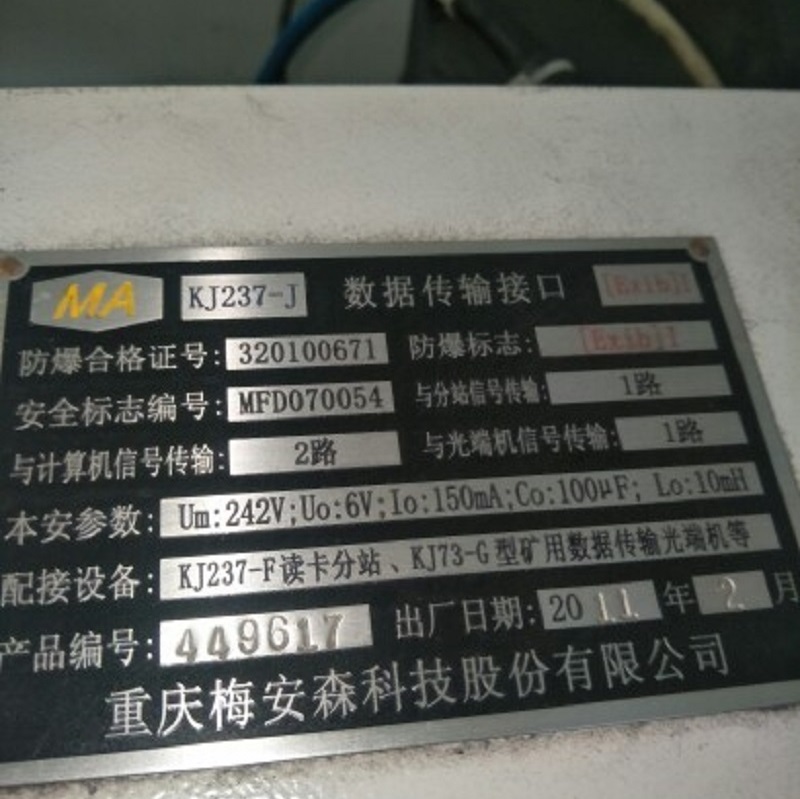 MA KJ237-J 数据传输接口 [Exib]I
防爆合格证号: 320100671 防爆标志: [Exib]I
安全标志编号: MFD070054 与分站信号传输: 1路
与计算机信号传输: 2路 与光端机信号传输: 1路
本安参数: Um:242V;Uo:6V;Io:150mA;Co:100μF; Lo:10mH
配接设备: KJ237-F读卡分站、KJ73-G型矿用数据传输光端机等
产品编号: 449617 出厂日期: 2011年2月
重庆梅安森科技股份有限公司